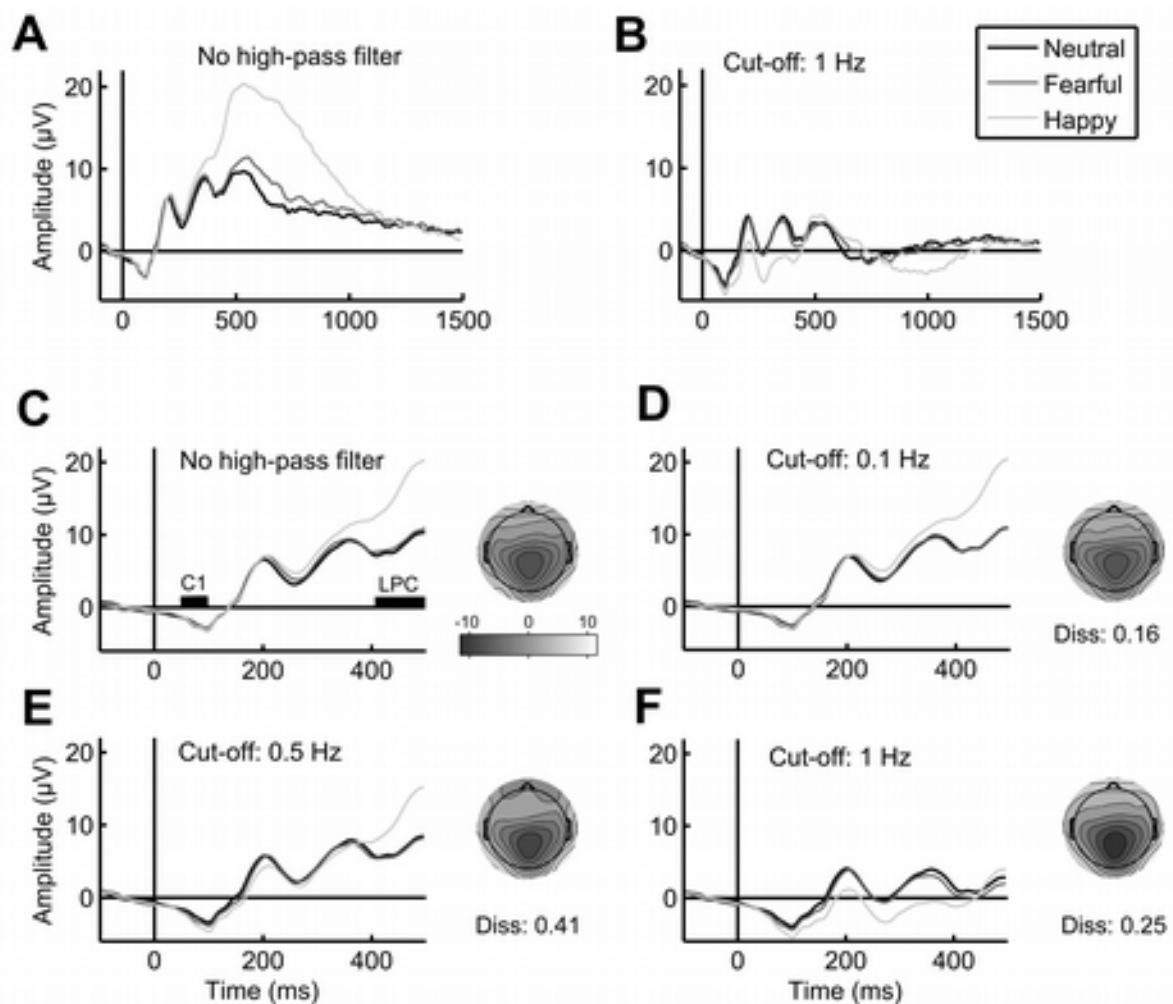 A
No high-pass filter
Amplitude (µV)
20
10
0
0 500 1000 1500
B
Cut-off: 1 Hz
20
10
0
0 500 1000 1500
Neutral
Fearful
Happy
C
No high-pass filter
Amplitude (µV)
20
10
0
C1
LPC
0 200 400
-10 0 10
D
Cut-off: 0.1 Hz
20
10
0
0 200 400
Diss: 0.16
E
Cut-off: 0.5 Hz
Amplitude (µV)
20
10
0
0 200 400
Time (ms)
Diss: 0.41
F
Cut-off: 1 Hz
20
10
0
0 200 400
Time (ms)
Diss: 0.25